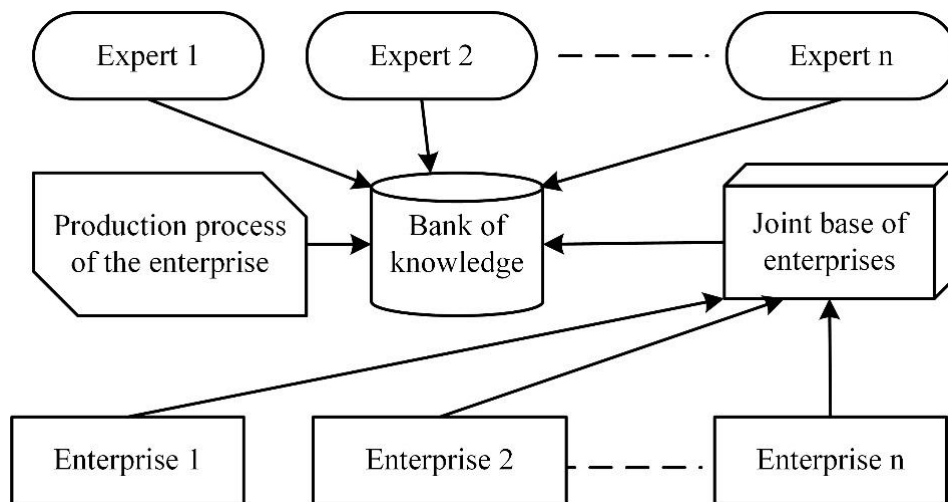 Expert 1
Expert 2
Expert n
Production process
of the enterprise
Bank of
knowledge
Joint base of
enterprises
Enterprise 1
Enterprise 2
Enterprise n